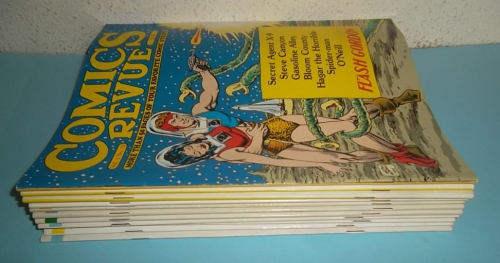 COMICS
REVUE
Secret Agent X-9
Steve Canyon
Gasoline Alley
Bloom County
Hagar the Horrible
Spider-man
O'Neill
FLASH GORDON